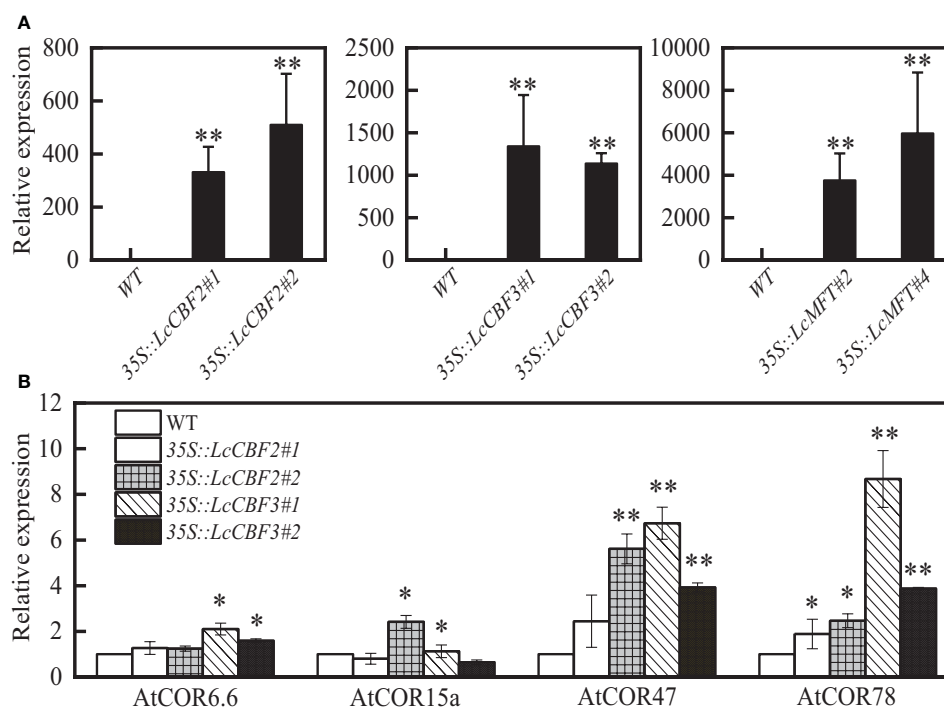 A
Relative expression
800
600
400
200
0
**
**
WT
35S::LcCBF2#1
35S::LcCBF2#2
2500
2000
1500
1000
500
0
**
**
WT
35S::LcCBF3#1
35S::LcCBF3#2
10000
8000
6000
4000
2000
0
**
**
WT
35S::LcMFT#2
35S::LcMFT#4
B
Relative expression
12
10
8
6
4
2
0
WT
35S::LcCBF2#1
35S::LcCBF2#2
35S::LcCBF3#1
35S::LcCBF3#2
*
*
*
*
**
**
**
*
*
**
**
AtCOR6.6
AtCOR15a
AtCOR47
AtCOR78